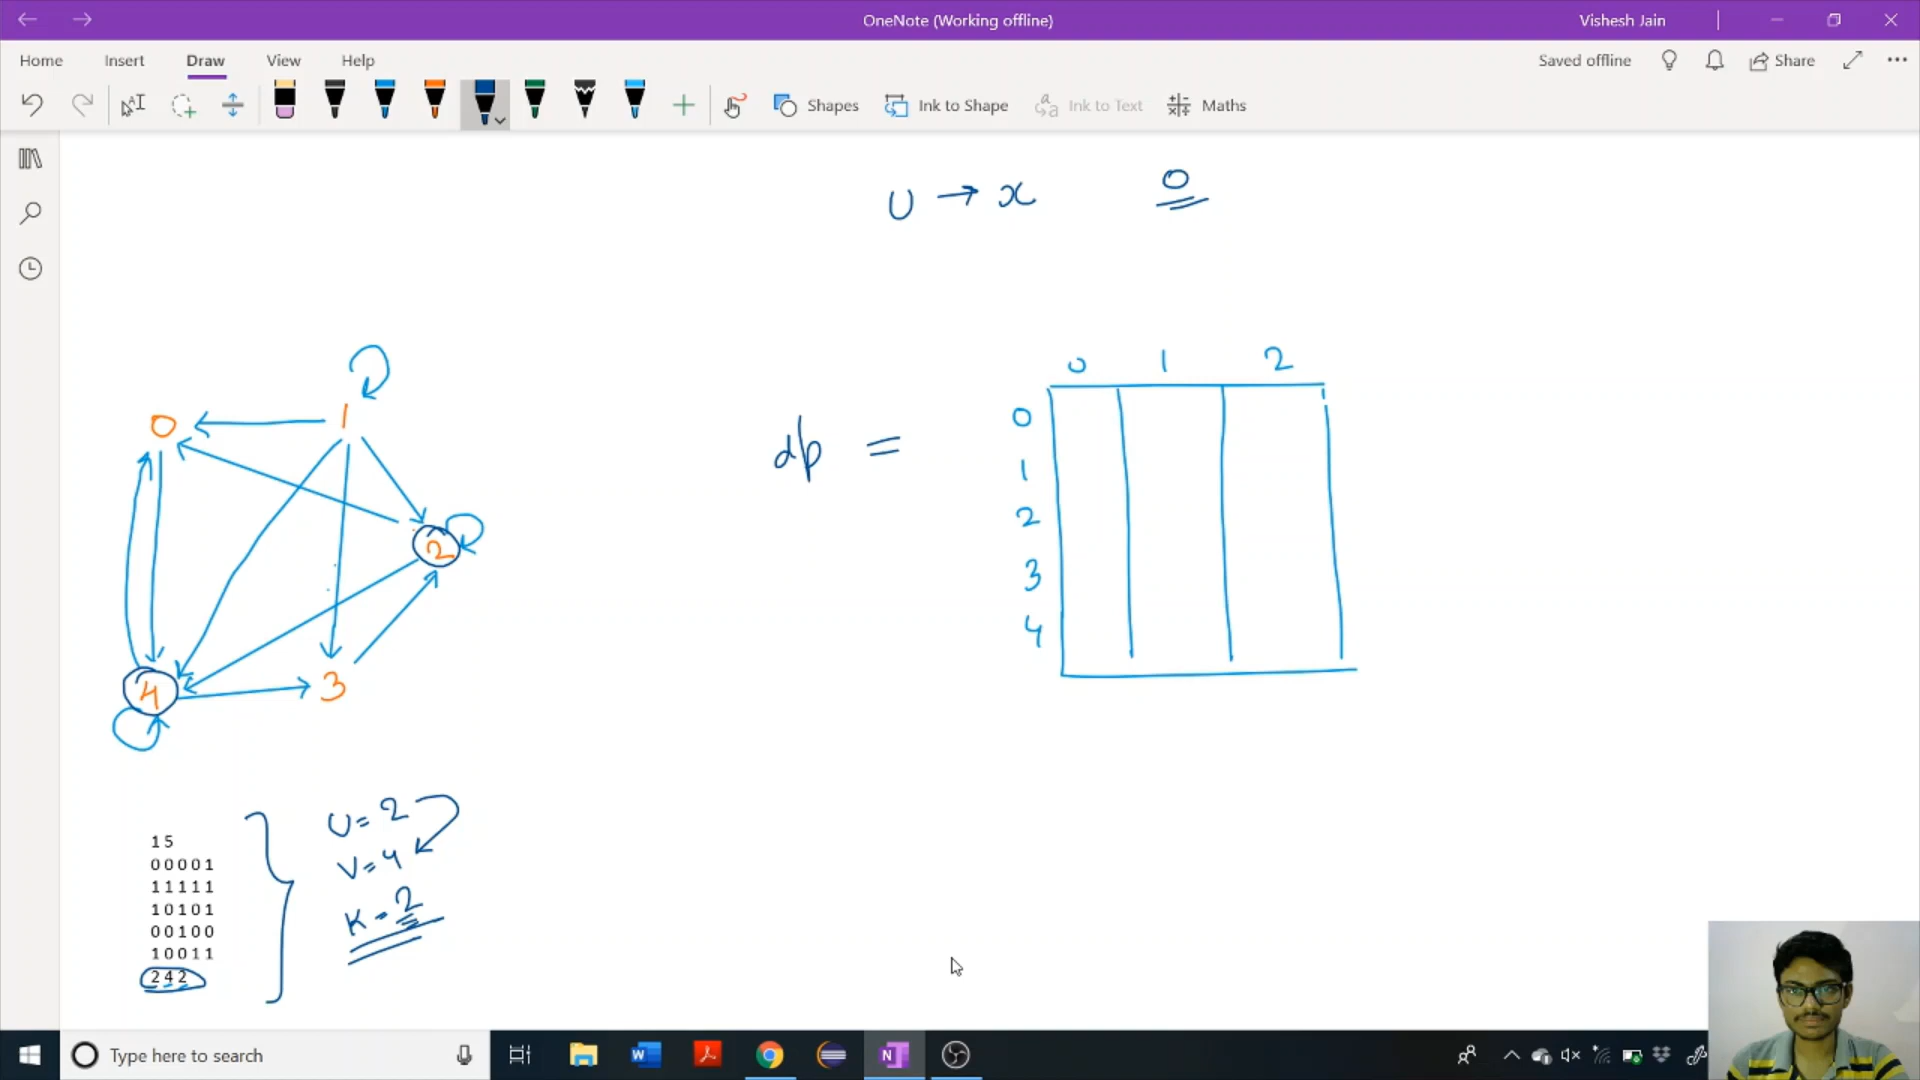 OneNote (Working offline)
Vishesh Jain
Home Insert Draw View Help
Saved offline
Share
Shapes
Ink to Shape
Ink to Text
Maths
U → x 0
0 1 2
0
1
2
3
4
dp =
0 1
2
4 3
1 5
0 0 0 0 1
1 1 1 1 1
1 0 1 0 1
0 0 1 0 0
1 0 0 1 1
2 4 2
U = 2
V = 4
K = 2
Type here to search